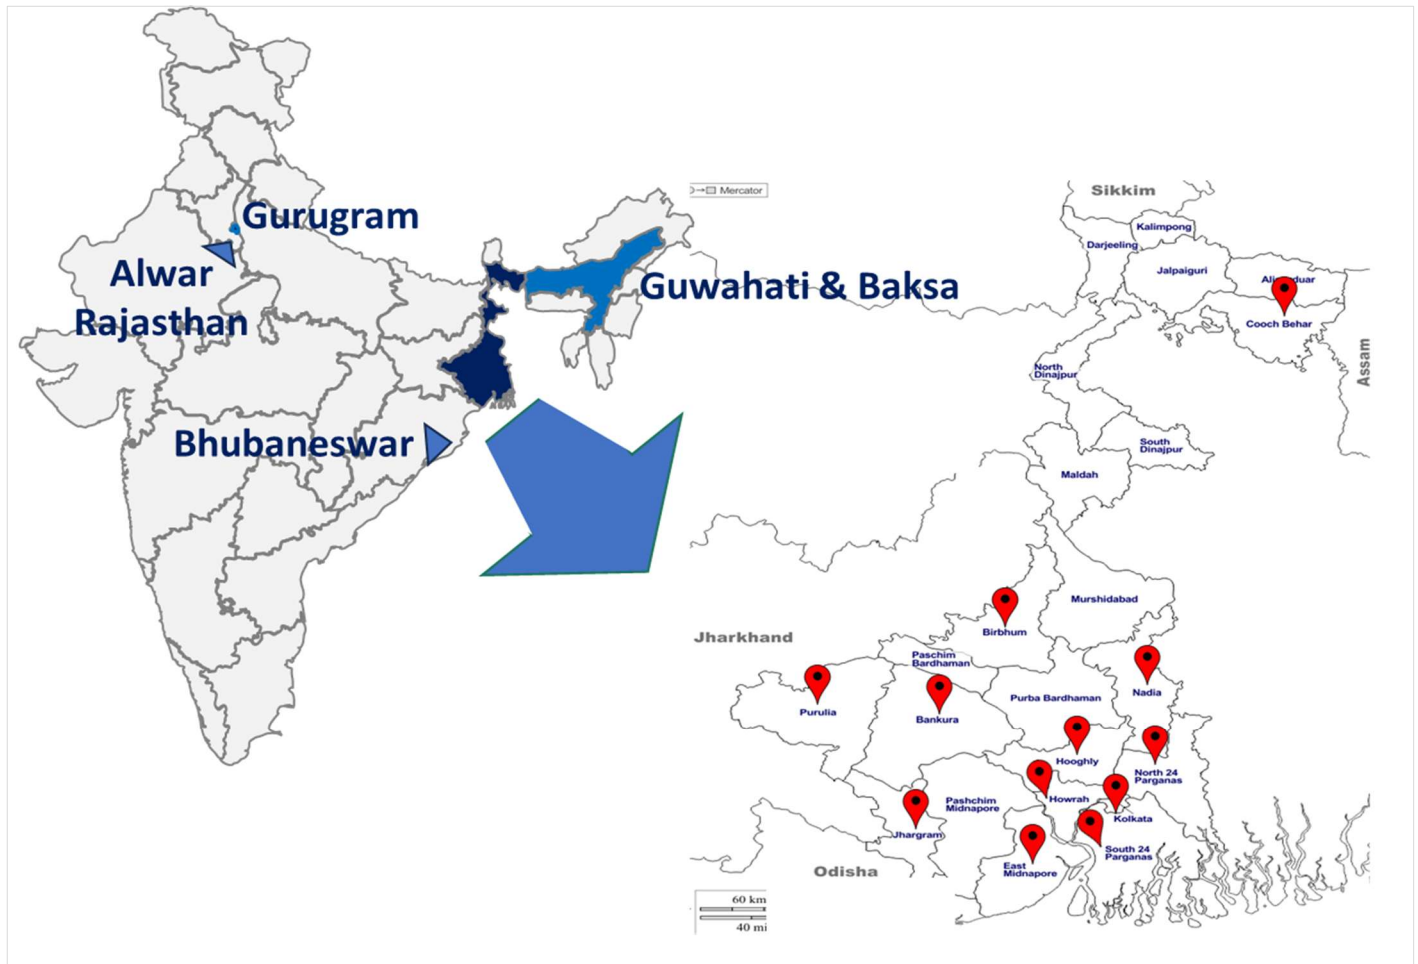 Gurugram
Alwar
Rajasthan
Guwahati & Baksa
Bhubaneswar
Mercator
Sikkim
Kalimpong
Darjeeling
Jalpaiguri
Cooch Behar
Assam
North
Dinajpur
South
Dinajpur
Maldah
Murshidabad
Birbhum
Jharkhand
Paschim
Bardhaman
Nadia
Purba Bardhaman
Purulia
Bankura
Hooghly
North 24
Parganas
Howrah
Pashchim
Midnapore
Kolkata
Jhargram
South 24
Parganas
East
Midnapore
Odisha
60 km
40 mi